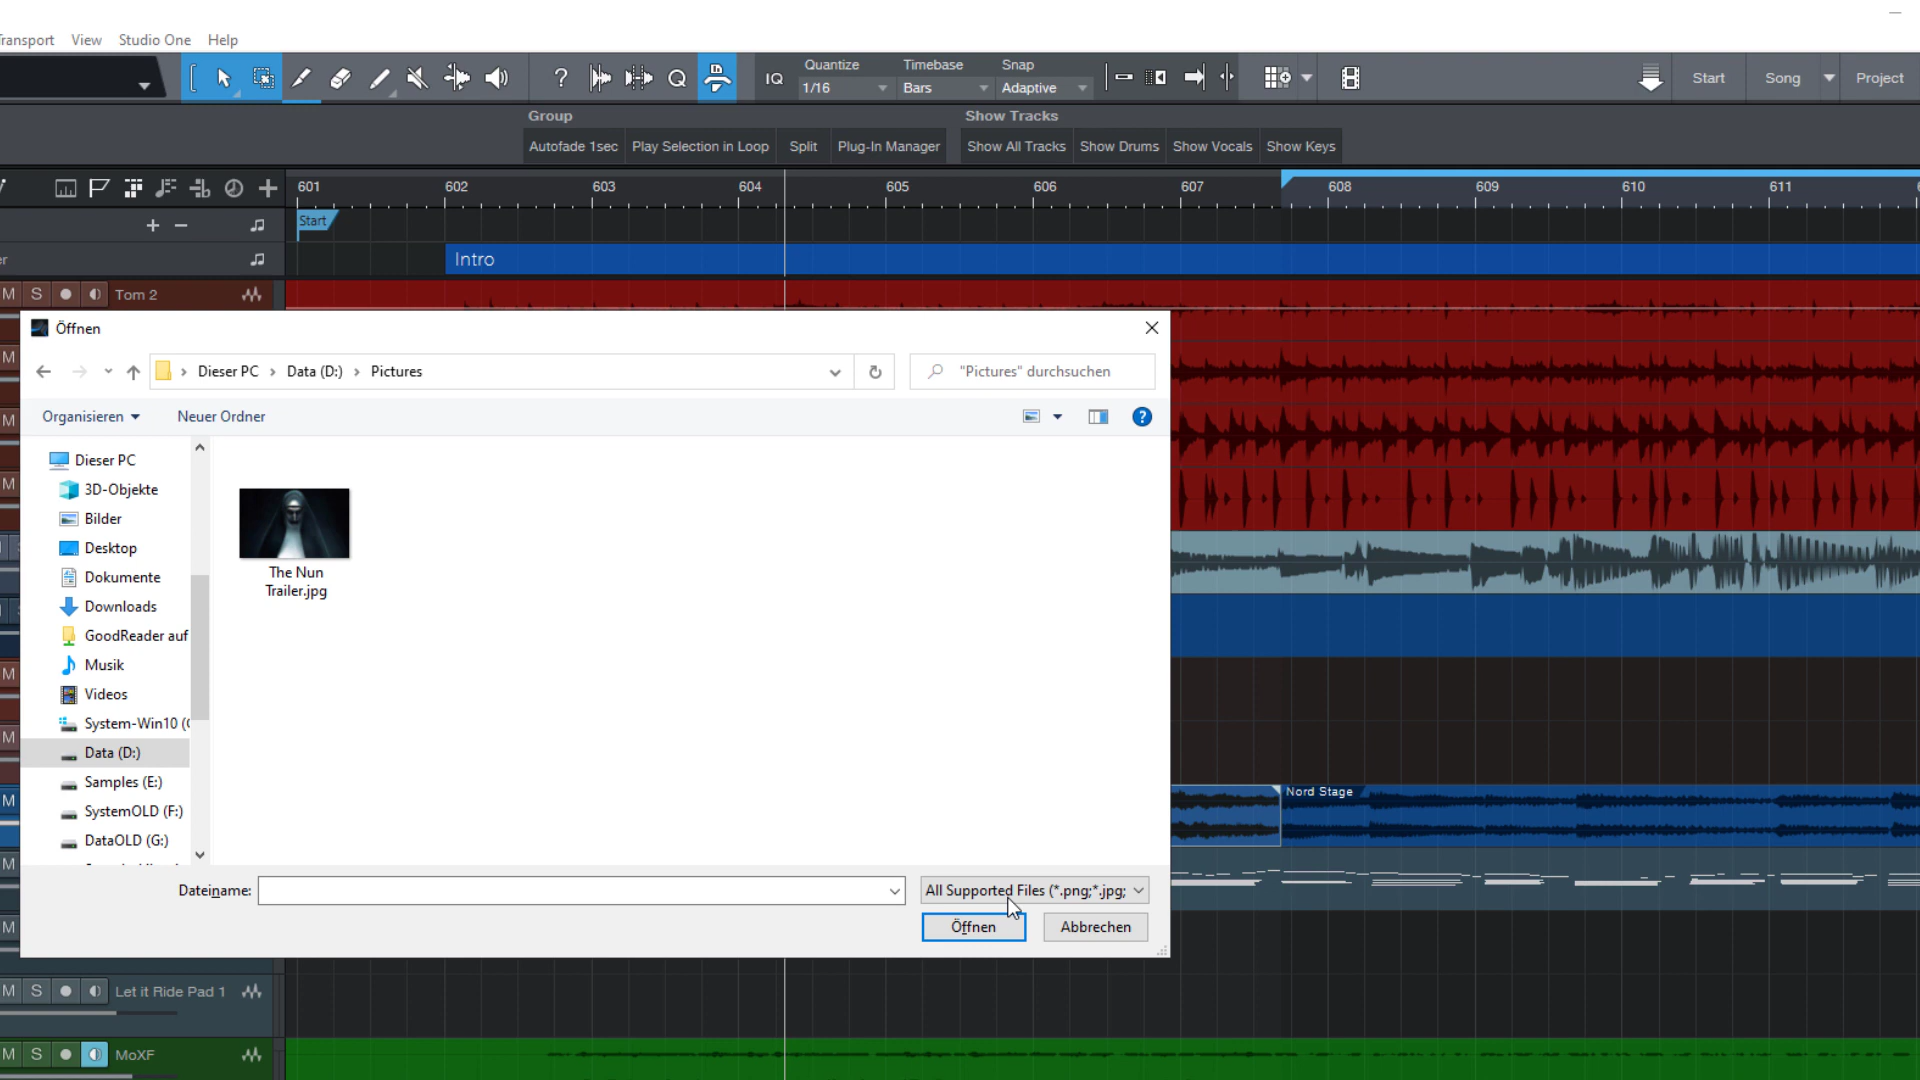 Transport View Studio One Help
IQ Quantize 1/16 Timebase Bars Snap Adaptive Start Song Project
Group Show Tracks
Autofade 1sec Play Selection in Loop Split Plug-In Manager Show All Tracks Show Drums Show Vocals Show Keys
601 602 603 604 605 606 607 608 609 610 611
Start
Intro
M S Tom 2
Öffnen
Dieser PC > Data (D:) > Pictures
"Pictures" durchsuchen
Organisieren Neuer Ordner
Dieser PC
3D-Objekte
Bilder
Desktop
Dokumente
Downloads
GoodReader auf
Musik
Videos
System-Win10 (
Data (D:)
Samples (E:)
SystemOLD (F:)
DataOLD (G:)
The Nun
Trailer.jpg
Nord Stage
Dateiname:
All Supported Files (*.png;*.jpg;
Öffnen Abbrechen
M S Let it Ride Pad 1
M S MoXF